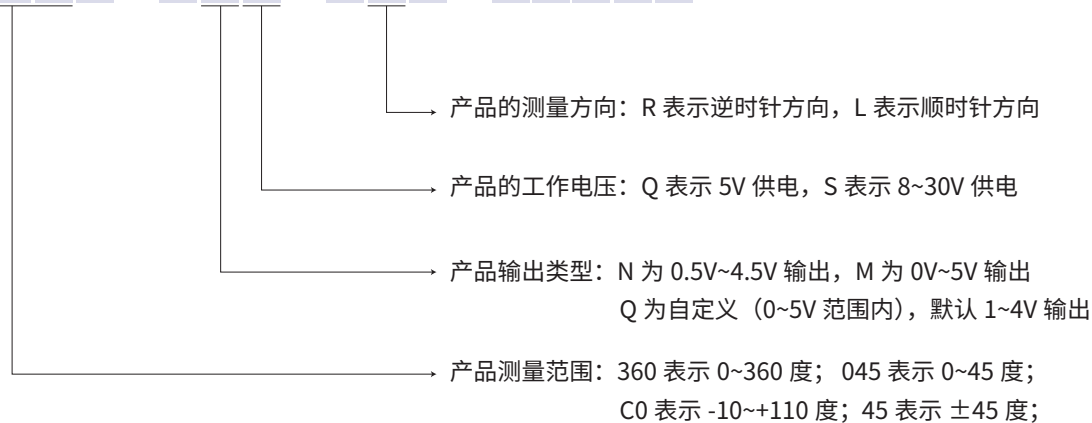 产品的测量方向：R 表示逆时针方向，L 表示顺时针方向
产品的工作电压：Q 表示 5V 供电，S 表示 8~30V 供电
产品输出类型：N 为 0.5V~4.5V 输出，M 为 0V~5V 输出
Q 为自定义（0~5V 范围内），默认 1~4V 输出
产品测量范围：360 表示 0~360 度； 045 表示 0~45 度；
C0 表示 -10~+110 度；45 表示 ±45 度；